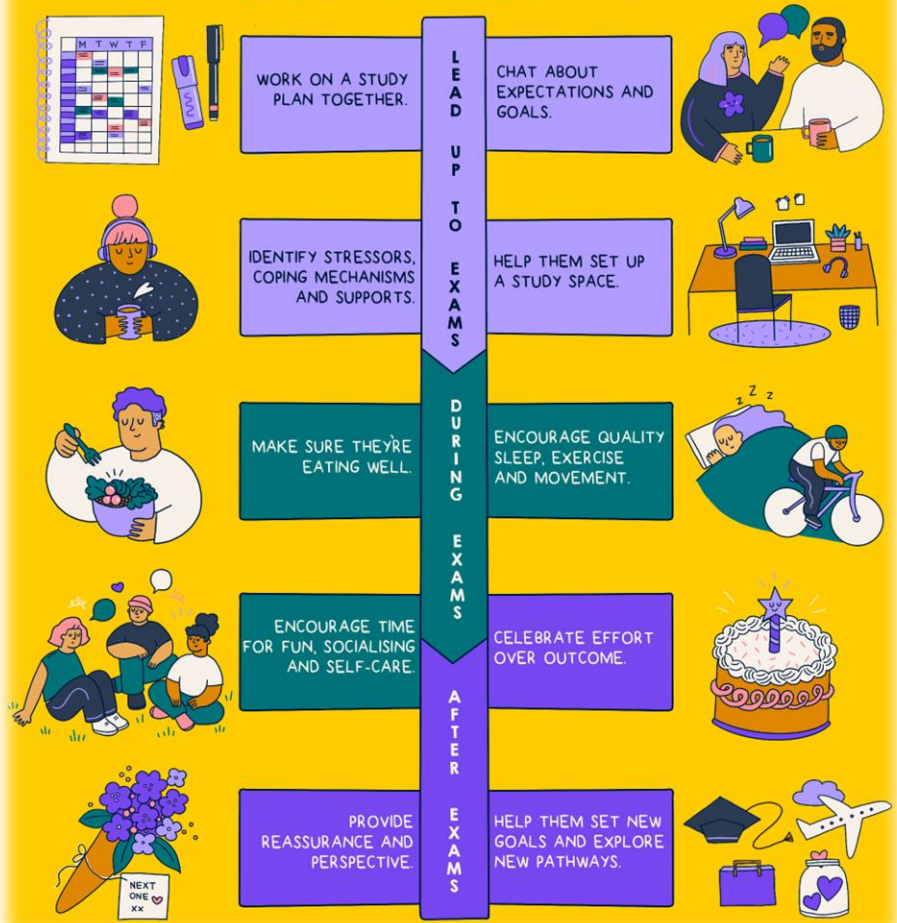 M T W T F
WORK ON A STUDY
PLAN TOGETHER.
LEAD UP TO EXAMS
CHAT ABOUT
EXPECTATIONS AND
GOALS.
IDENTIFY STRESSORS,
COPING MECHANISMS
AND SUPPORTS.
HELP THEM SET UP
A STUDY SPACE.
MAKE SURE THEY'RE
EATING WELL.
DURING EXAMS
ENCOURAGE QUALITY
SLEEP, EXERCISE
AND MOVEMENT.
Z Z Z
ENCOURAGE TIME
FOR FUN, SOCIALISING
AND SELF-CARE.
CELEBRATE EFFORT
OVER OUTCOME.
AFTER EXAMS
PROVIDE
REASSURANCE AND
PERSPECTIVE.
HELP THEM SET NEW
GOALS AND EXPLORE
NEW PATHWAYS.
NEXT
ONE
xx